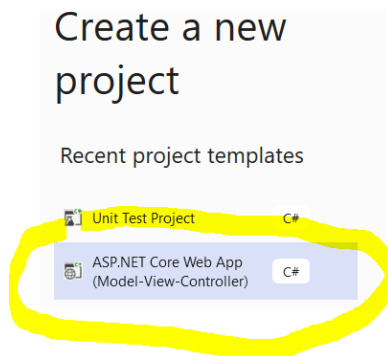 Create a new
project
Recent project templates
Unit Test Project C#
ASP.NET Core Web App
(Model-View-Controller) C#